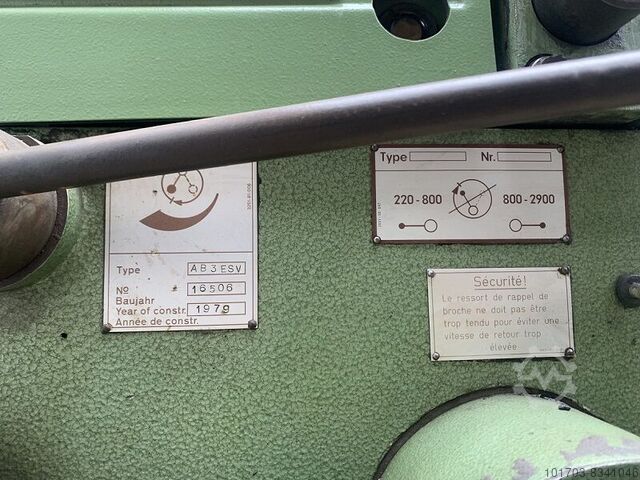 Type AB3ESV
No 16506
Baujahr
Year of constr. 1979
Année de constr.
Type Nr.
220-800 800-2900
Sécurité!
Le ressort de rappel de
broche ne doit pas être
trop tendu pour éviter une
vitesse de retour trop
élevée.
101793 8341046